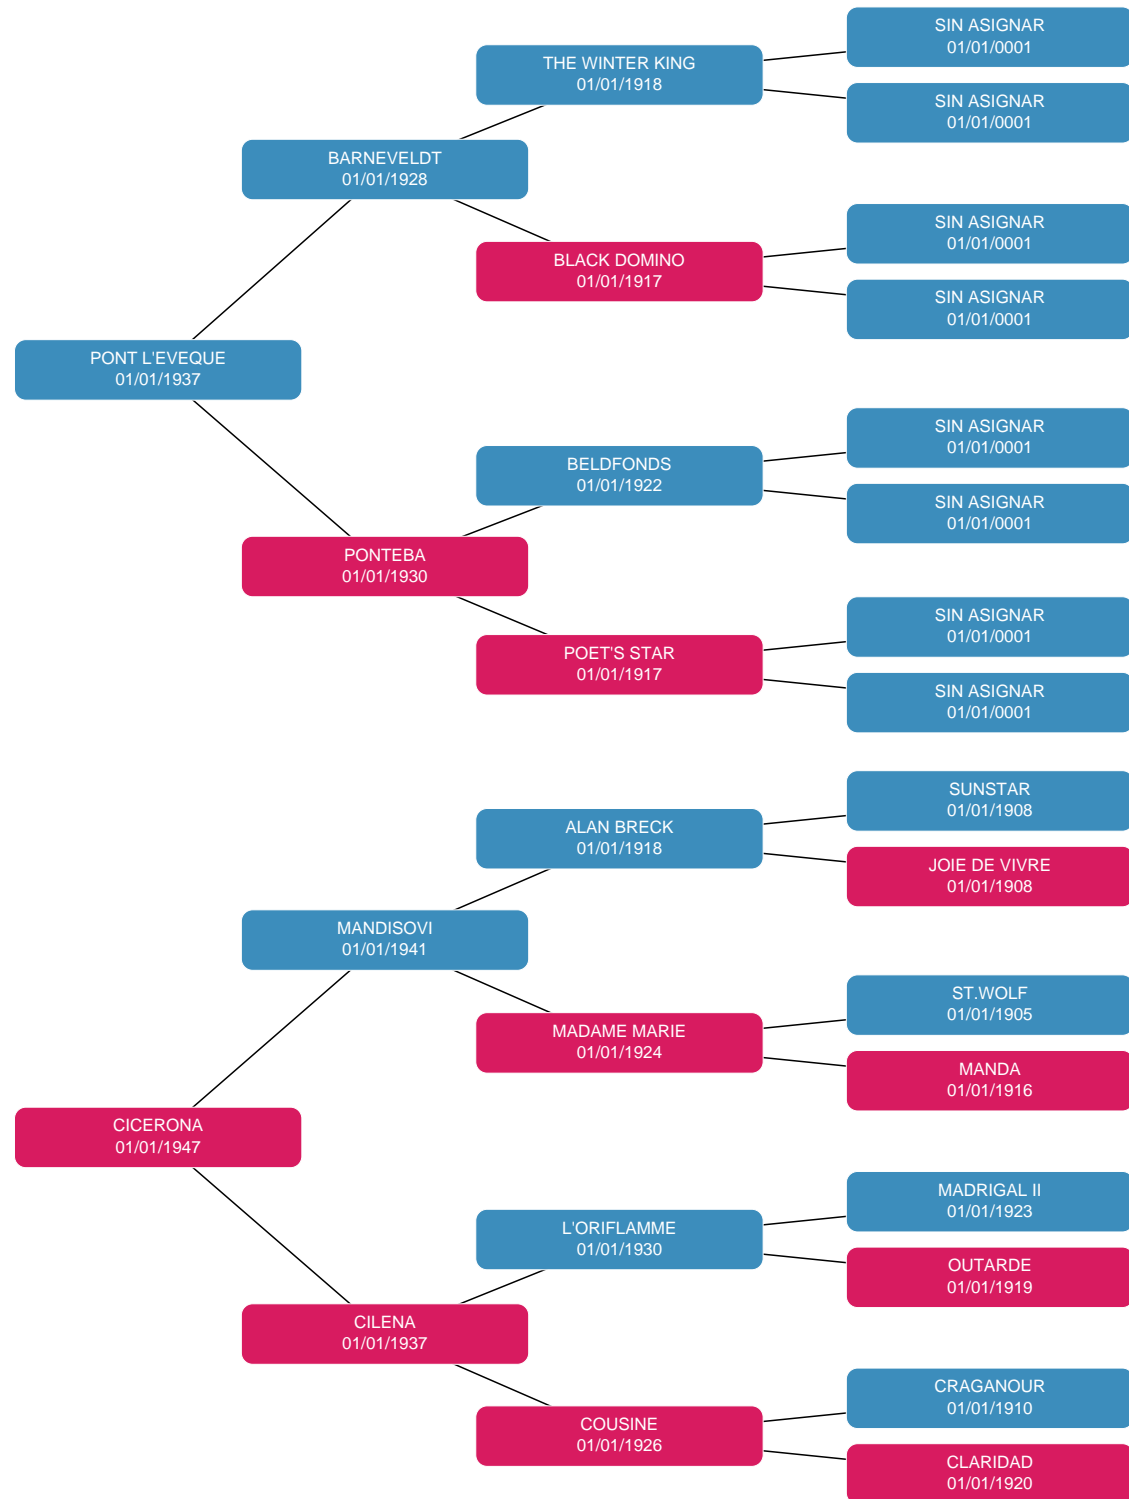 SIN ASIGNAR
01/01/0001
THE WINTER KING
01/01/1918
SIN ASIGNAR
01/01/0001
BARNEVELDT
01/01/1928
SIN ASIGNAR
01/01/0001
BLACK DOMINO
01/01/1917
SIN ASIGNAR
01/01/0001
PONT L'EVEQUE
01/01/1937
SIN ASIGNAR
01/01/0001
BELDFONDS
01/01/1922
SIN ASIGNAR
01/01/0001
PONTEBA
01/01/1930
SIN ASIGNAR
01/01/0001
POET'S STAR
01/01/1917
SIN ASIGNAR
01/01/0001
SUNSTAR
01/01/1908
ALAN BRECK
01/01/1918
JOIE DE VIVRE
01/01/1908
MANDISOVI
01/01/1941
ST.WOLF
01/01/1905
MADAME MARIE
01/01/1924
MANDA
01/01/1916
CICERONA
01/01/1947
MADRIGAL II
01/01/1923
L'ORIFLAMME
01/01/1930
OUTARDE
01/01/1919
CILENA
01/01/1937
CRAGANOUR
01/01/1910
COUSINE
01/01/1926
CLARIDAD
01/01/1920